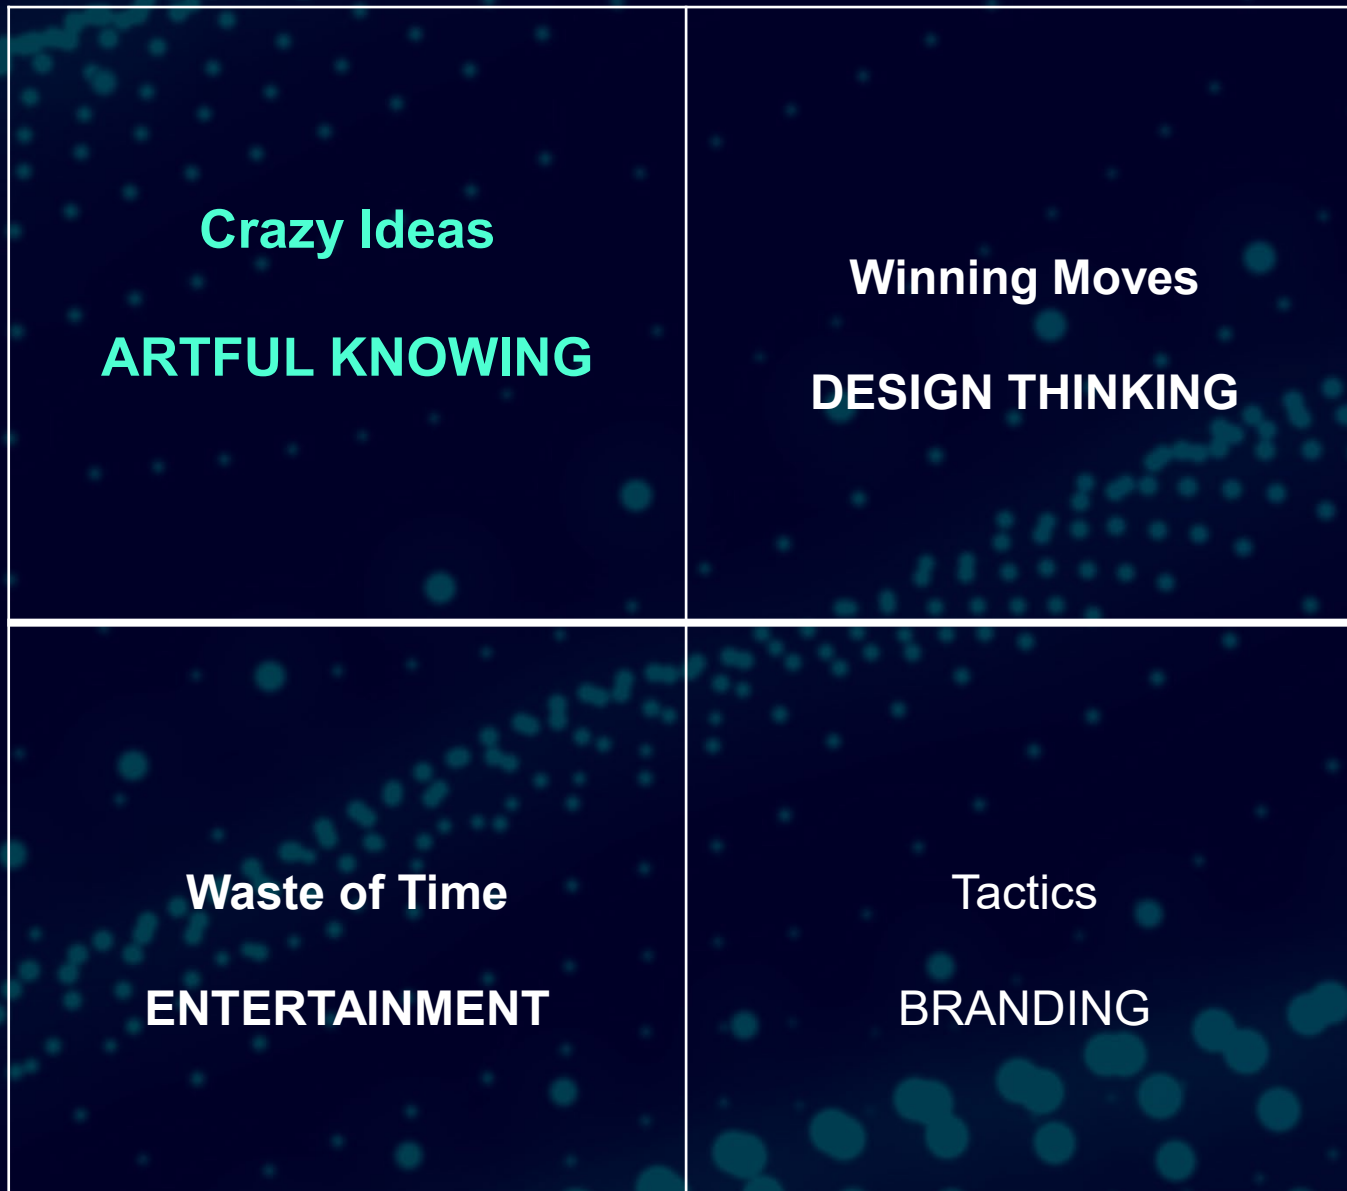 Crazy Ideas
ARTFUL KNOWING
Winning Moves
DESIGN THINKING
Waste of Time
ENTERTAINMENT
Tactics
BRANDING